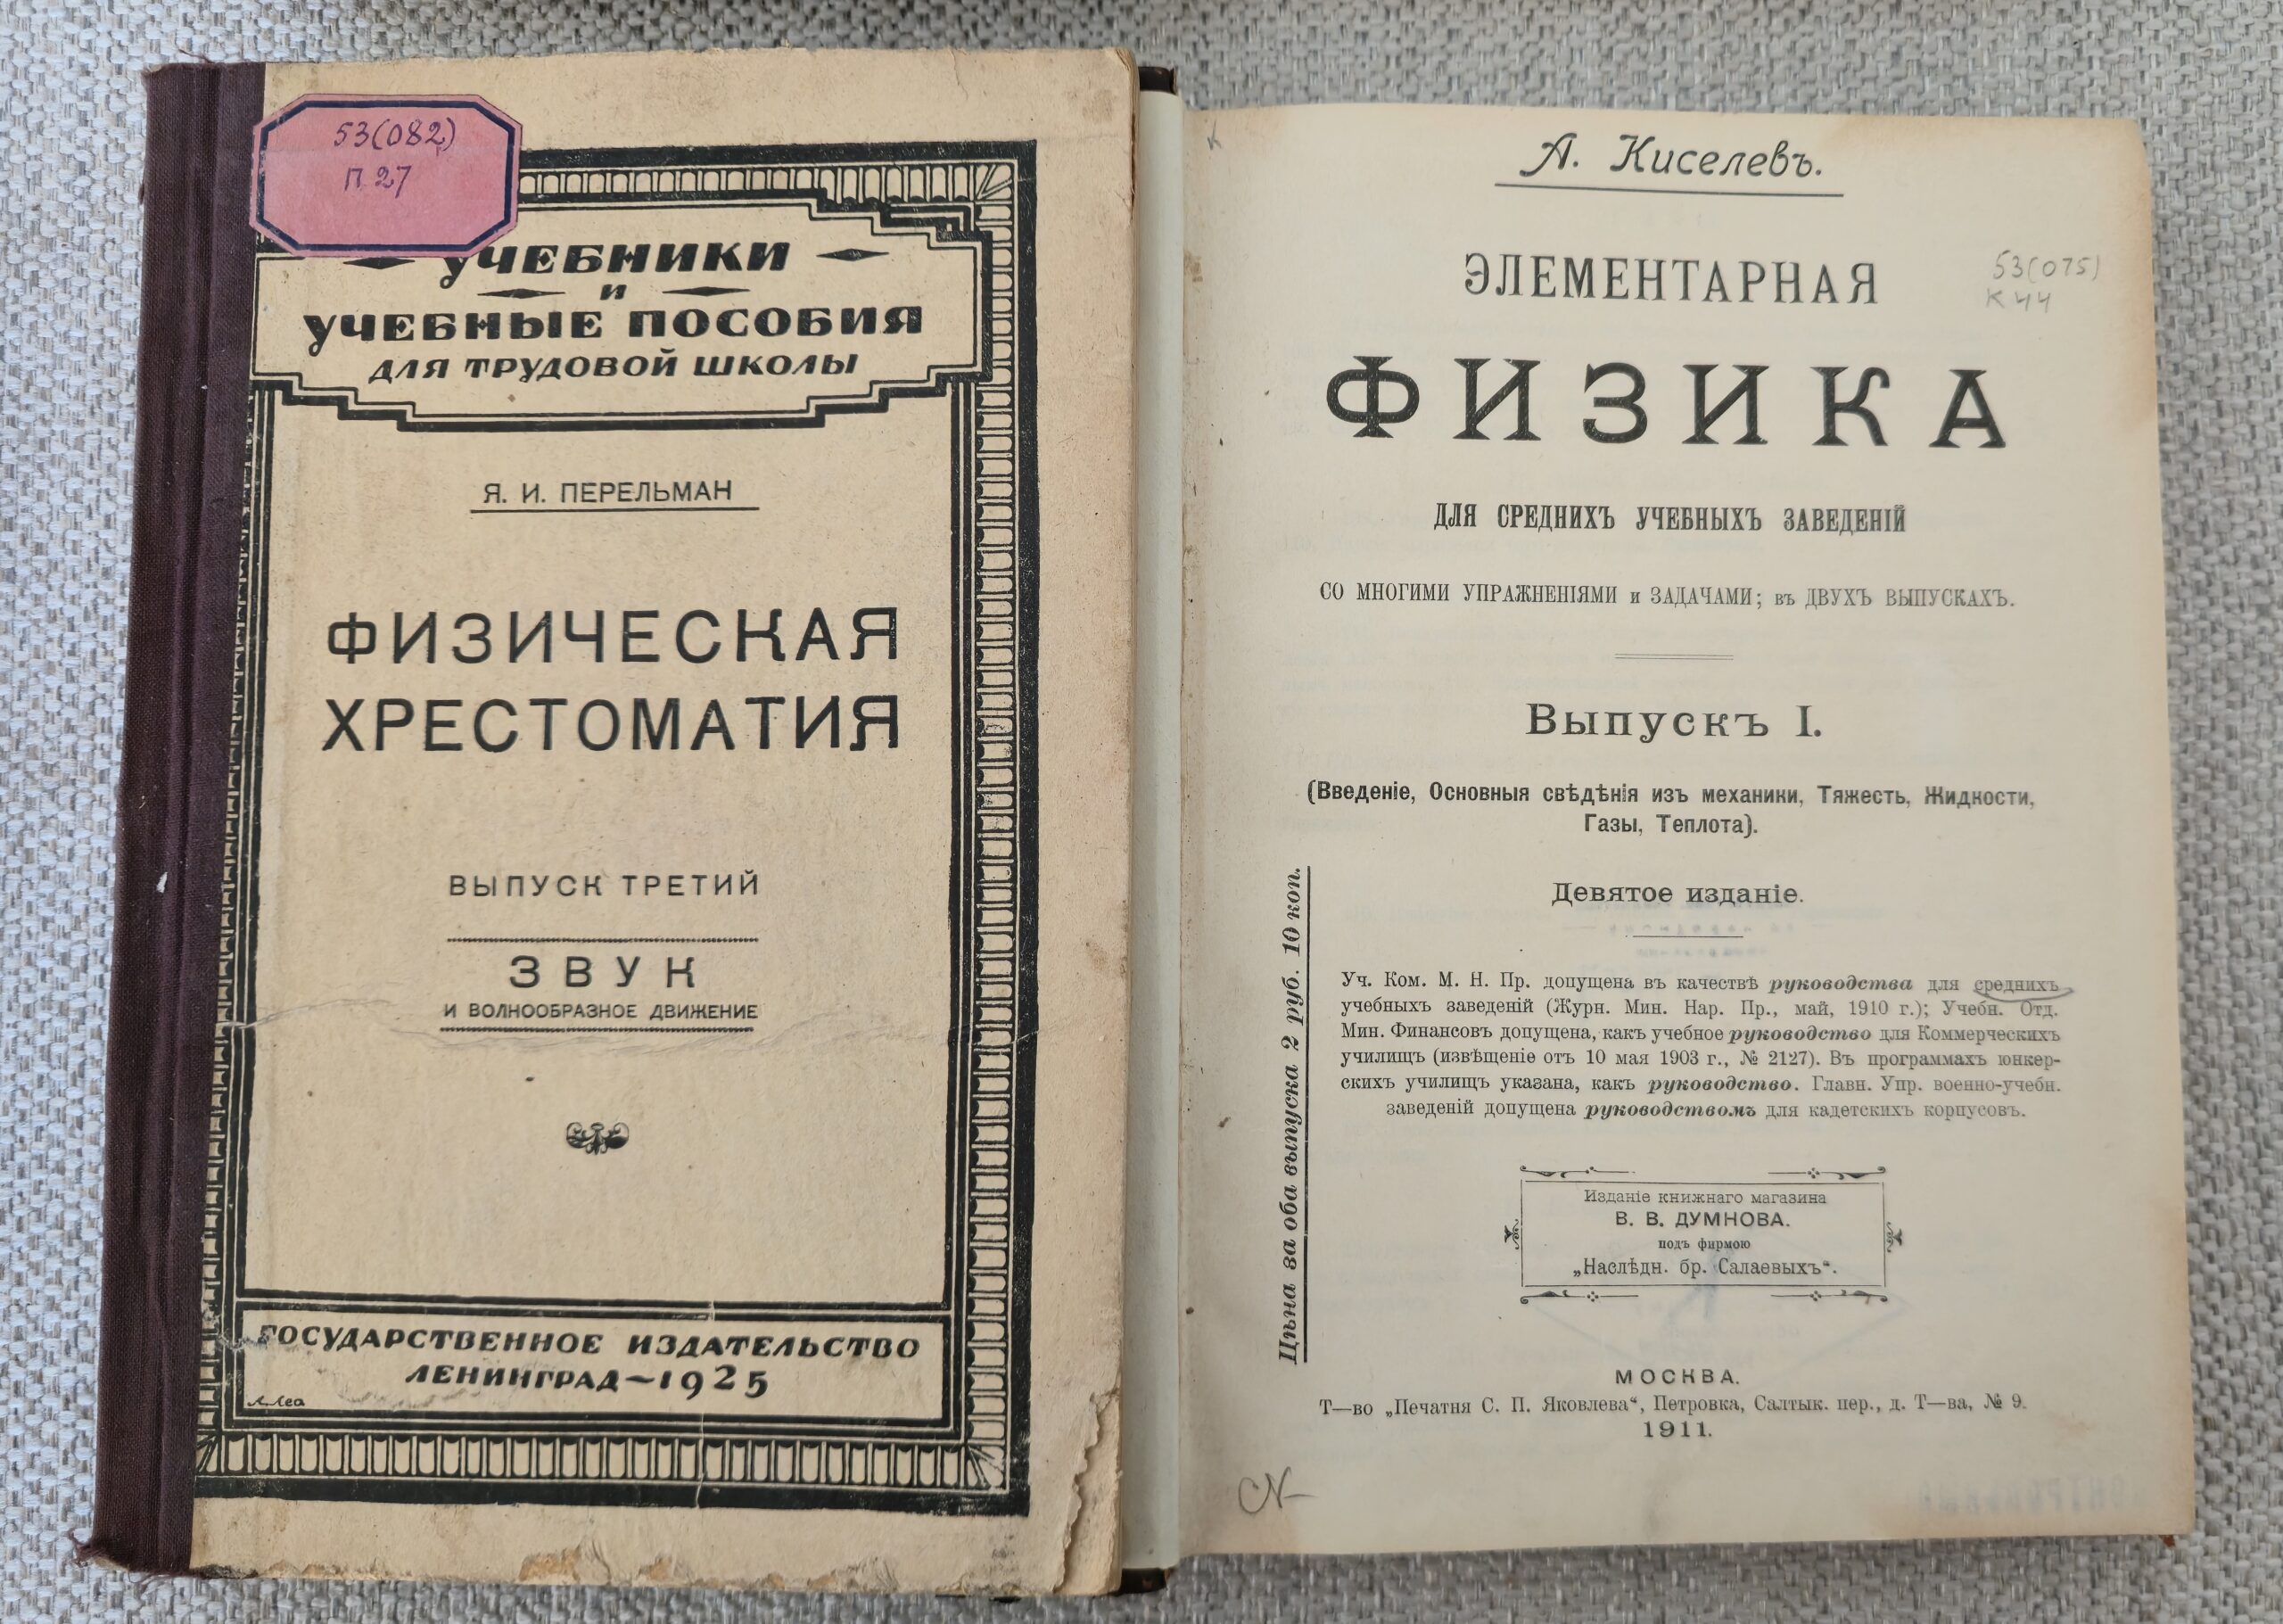 53(082)
П 27
УЧЕБНИКИ
И
УЧЕБНЫЕ ПОСОБИЯ
ДЛЯ ТРУДОВОЙ ШКОЛЫ
Я. И. ПЕРЕЛЬМАН
ФИЗИЧЕСКАЯ
ХРЕСТОМАТИЯ
ВЫПУСК ТРЕТИЙ
ЗВУК
И ВОЛНООБРАЗНОЕ ДВИЖЕНИЕ
ГОСУДАРСТВЕННОЕ ИЗДАТЕЛЬСТВО
ЛЕНИНГРАД—1925
А. Киселевъ.
ЭЛЕМЕНТАРНАЯ
53(075)
К 44
ФИЗИКА
ДЛЯ СРЕДНИХЪ УЧЕБНЫХЪ ЗАВЕДЕНІЙ
СО МНОГИМИ УПРАЖНЕНІЯМИ и ЗАДАЧАМИ; въ ДВУХЪ ВЫПУСКАХЪ.
Выпускъ I.
(Введеніе, Основныя свѣдѣнія изъ механики, Тяжесть, Жидкости,
Газы, Теплота).
Девятое изданіе.
Уч. Ком. М. Н. Пр. допущена въ качествѣ руководства для среднихъ
учебныхъ заведеній (Журн. Мин. Нар. Пр., май, 1910 г.); Учебн. Отд.
Мин. Финансовъ допущена, какъ учебное руководство для Коммерческихъ
училищъ (извѣщеніе отъ 10 мая 1903 г., № 2127). Въ программахъ юнкер-
скихъ училищъ указана, какъ руководство. Главн. Упр. военно-учебн.
заведеній допущена руководствомъ для кадетскихъ корпусовъ.
Цѣна за оба выпуска 2 руб. 10 коп.
Изданіе книжнаго магазина
В. В. ДУМНОВА.
подъ фирмою
„Наслѣдн. бр. Салаевыхъ“.
МОСКВА.
Т—во „Печатня С. П. Яковлева“, Петровка, Салтык. пер., д. Т—ва, № 9.
1911.